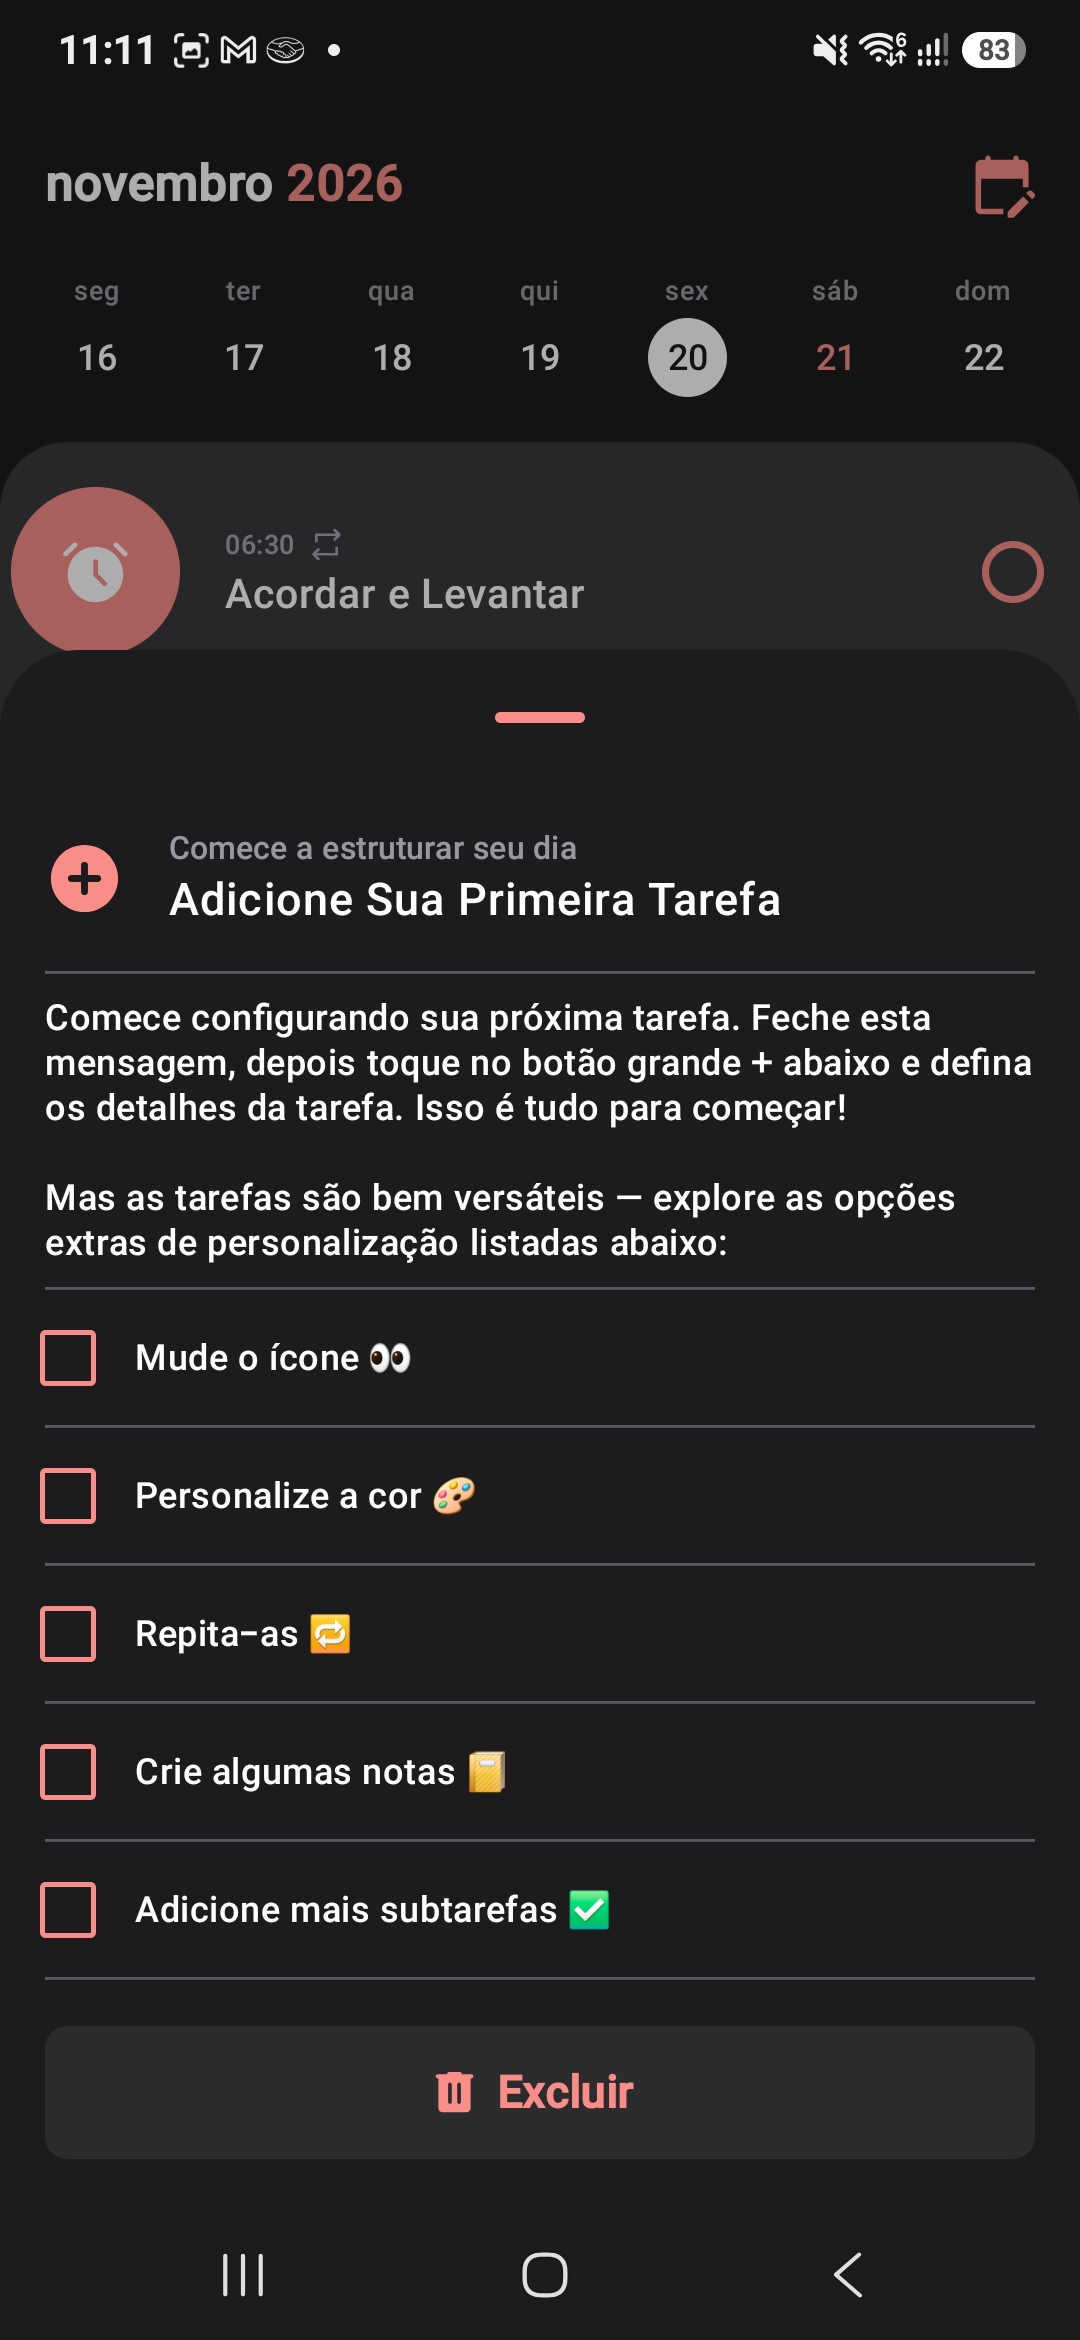 11:11
6
83
novembro 2026
seg ter qua qui sex sáb dom
16 17 18 19 20 21 22
06:30
Acordar e Levantar
Comece a estruturar seu dia
Adicione Sua Primeira Tarefa
Comece configurando sua próxima tarefa. Feche esta
mensagem, depois toque no botão grande + abaixo e defina
os detalhes da tarefa. Isso é tudo para começar!
Mas as tarefas são bem versáteis — explore as opções
extras de personalização listadas abaixo:
Mude o ícone 👀
Personalize a cor 🎨
Repita-as 🔁
Crie algumas notas 📔
Adicione mais subtarefas ✅
Excluir